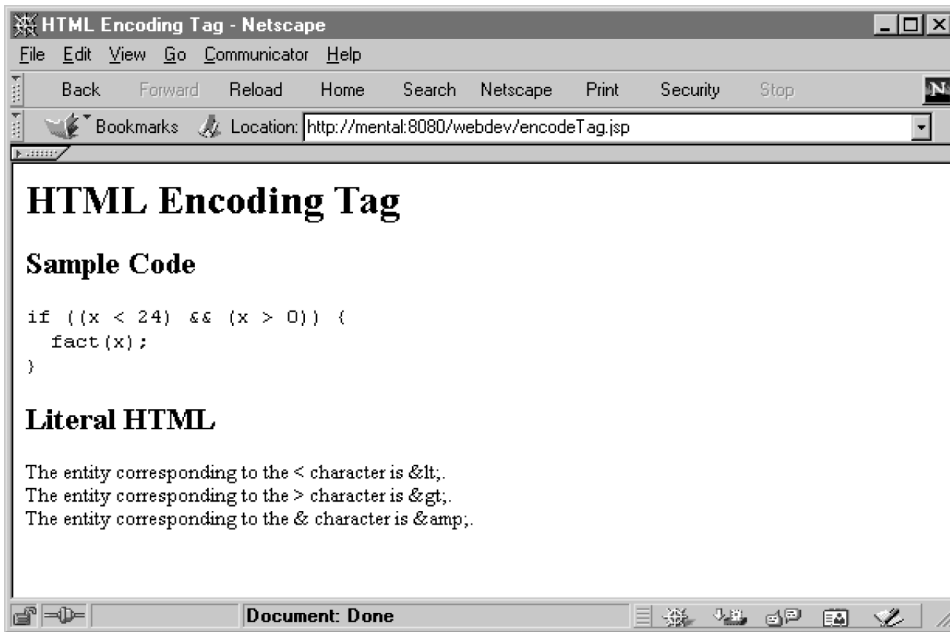 HTML Encoding Tag - Netscape
File Edit View Go Communicator Help
Back Forward Reload Home Search Netscape Print Security Stop N
Bookmarks Location: http://mental:8080/webdev/encodeTag.jsp
HTML Encoding Tag
Sample Code
if ((x < 24) && (x > 0)) {
  fact(x);
}
Literal HTML
The entity corresponding to the < character is &lt;.
The entity corresponding to the > character is &gt;.
The entity corresponding to the & character is &amp;.
Document: Done